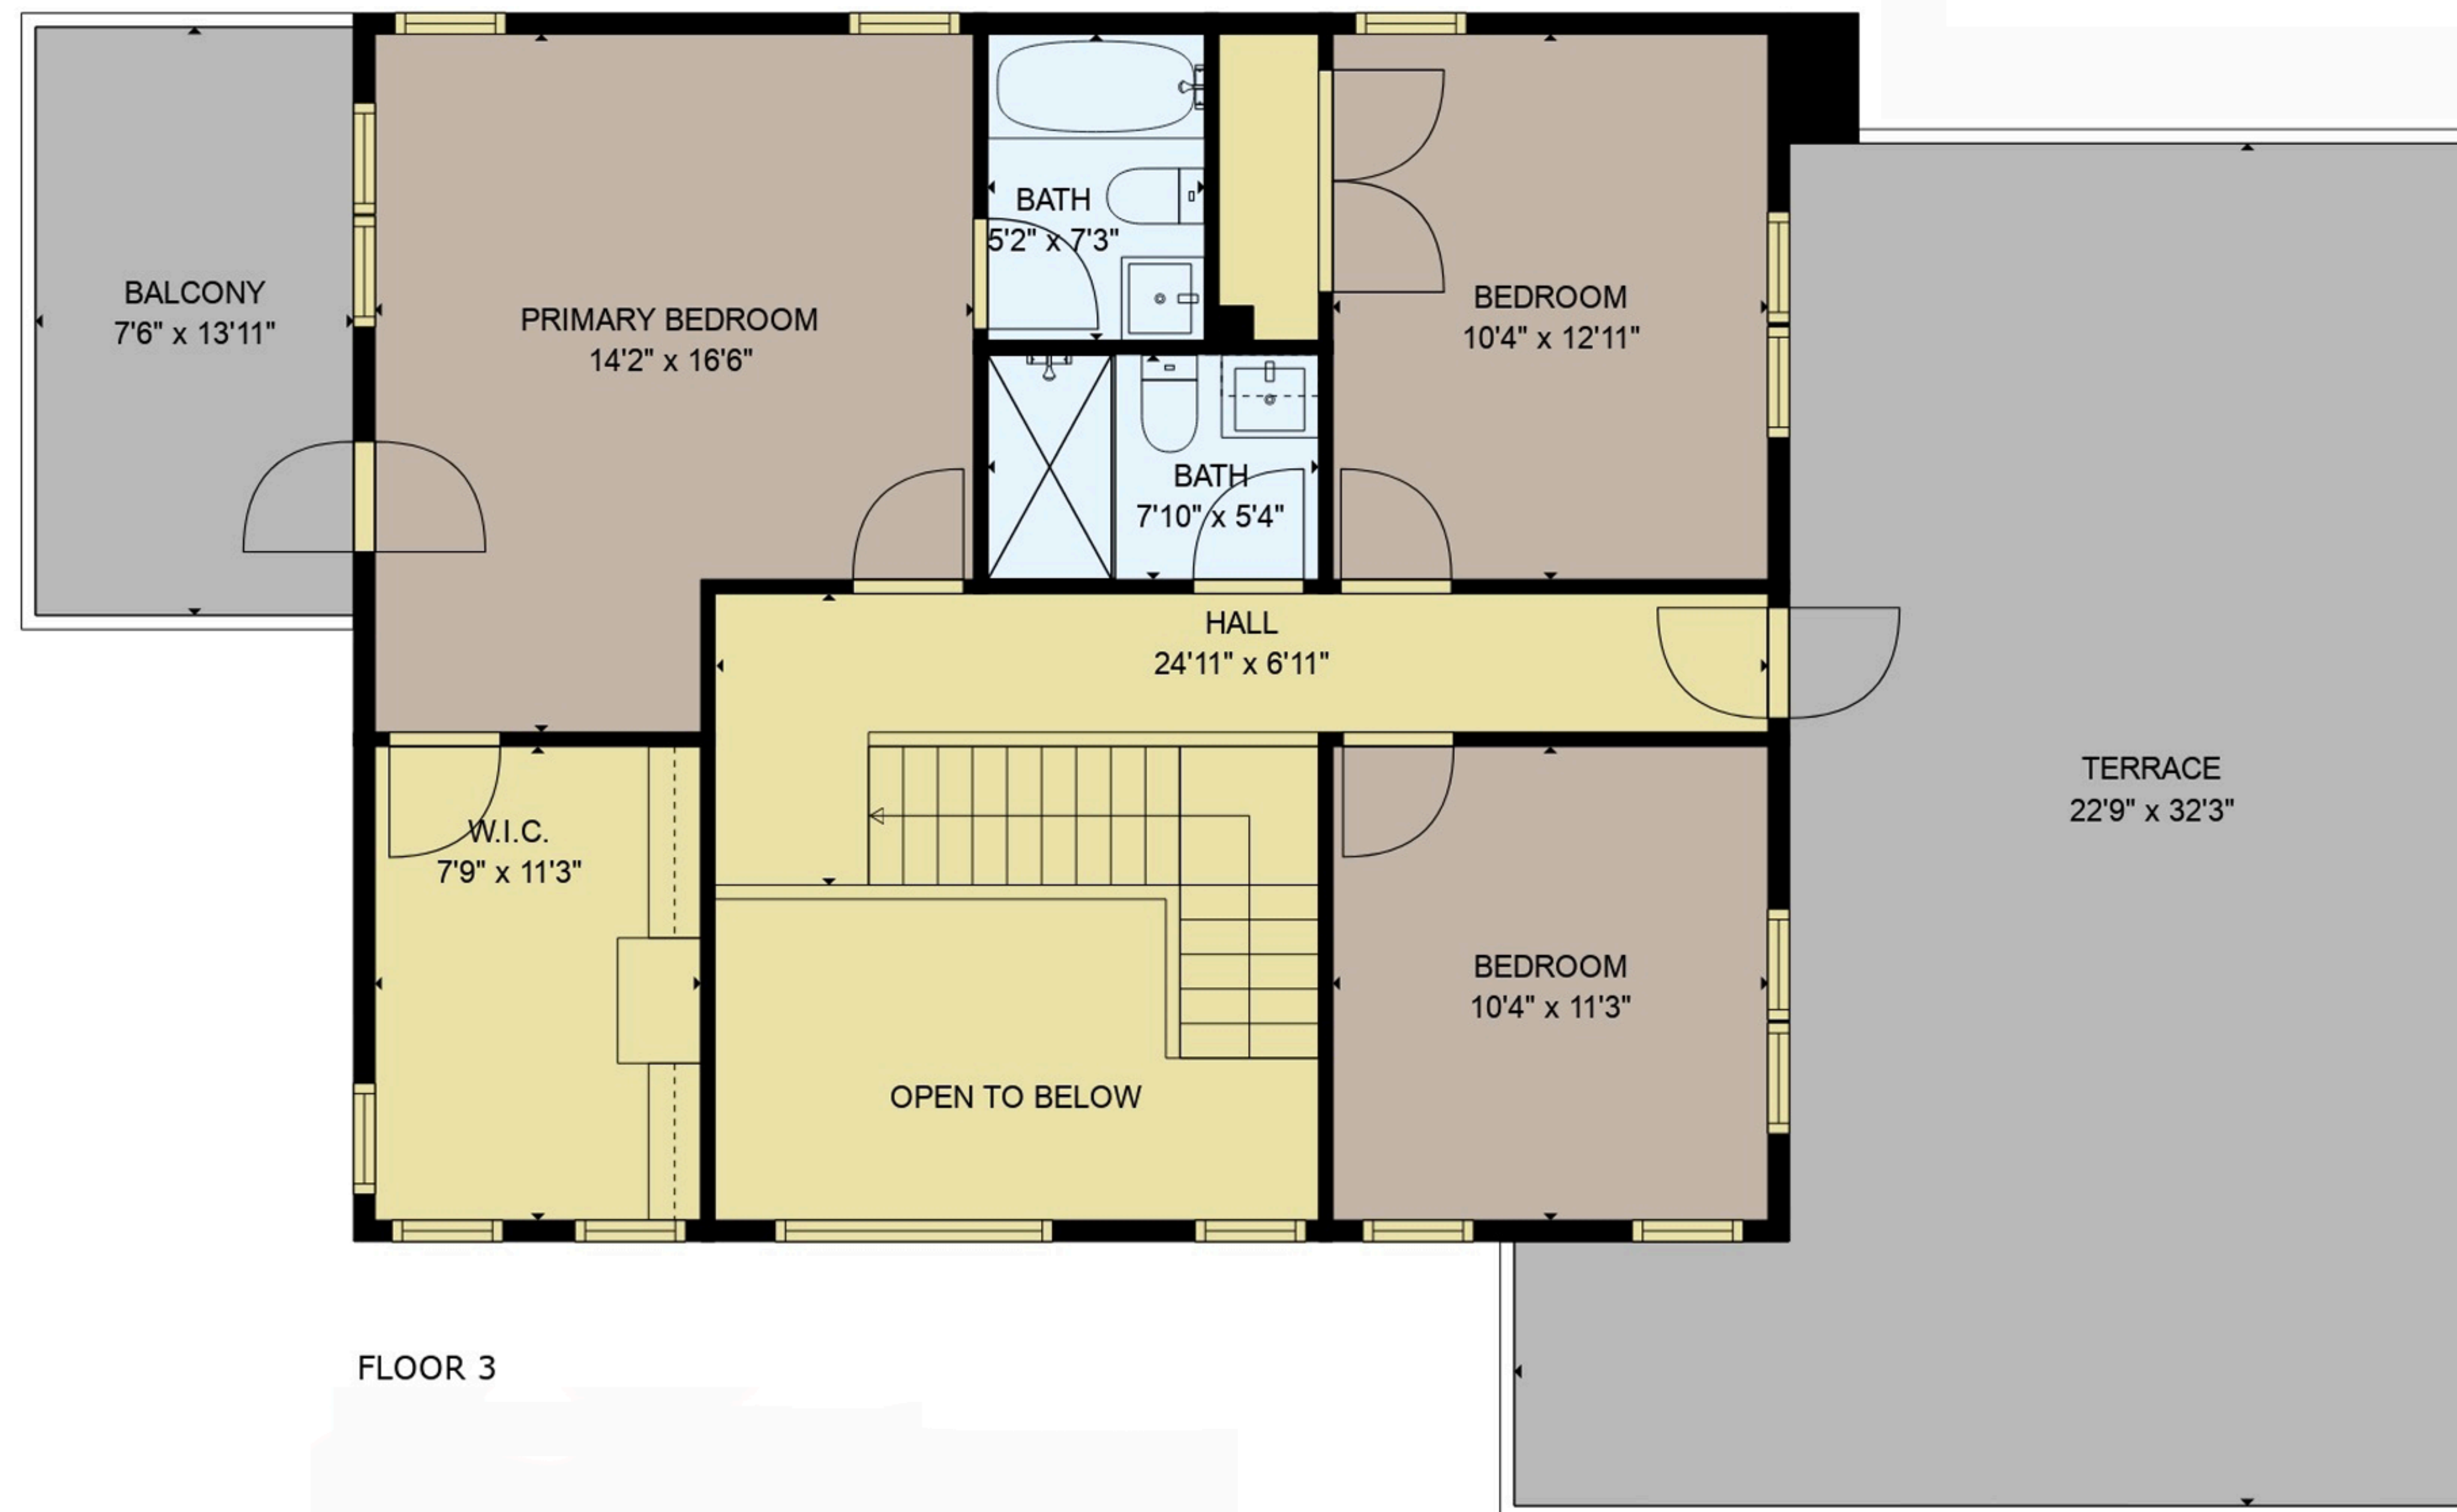 BALCONY
7'6" x 13'11"
PRIMARY BEDROOM
14'2" x 16'6"
BATH
5'2" x 7'3"
BEDROOM
10'4" x 12'11"
BATH
7'10" x 5'4"
HALL
24'11" x 6'11"
TERRACE
22'9" x 32'3"
W.I.C.
7'9" x 11'3"
BEDROOM
10'4" x 11'3"
OPEN TO BELOW
FLOOR 3